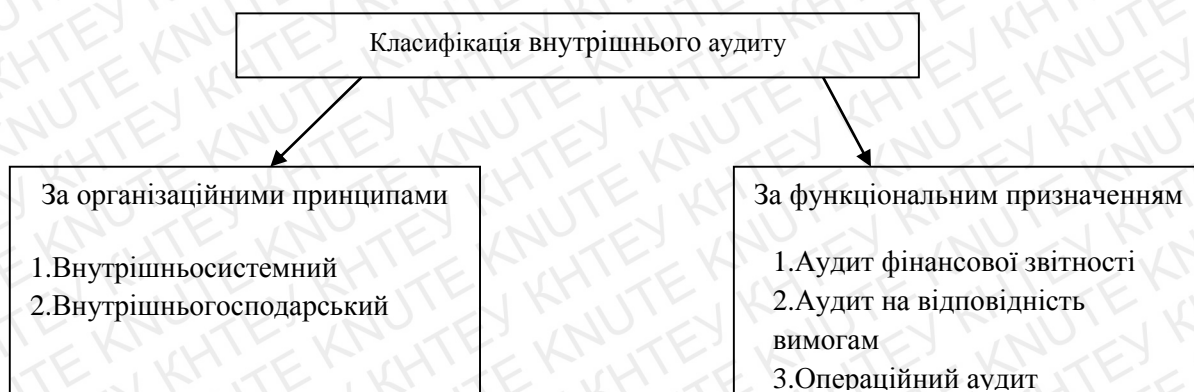 Класифікація внутрішнього аудиту
За організаційними принципами
1.Внутрішньосистемний
2.Внутрішньогосподарський
За функціональним призначенням
1.Аудит фінансової звітності
2.Аудит на відповідність
вимогам
3.Операційний аудит